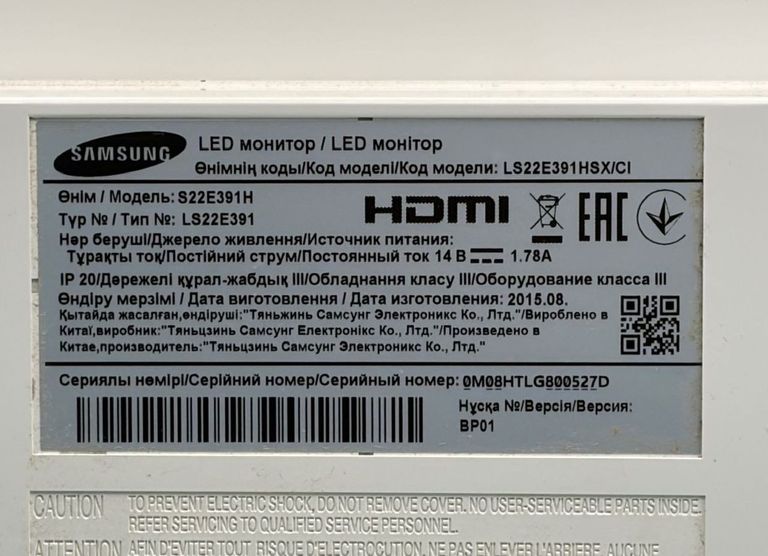 SAMSUNG
LED монитор / LED монітор
Өнімнің коды/Код моделі/Код модели: LS22E391HSX/CI
Өнім / Модель: S22E391H
Түр № / Тип №: LS22E391
HDMI
EAC
Нәр беруші/Джерело живлення/Источник питания:
Тұрақты тоқ/Постійний струм/Постоянный ток 14 В 1.78A
IP 20/Дәрежелі құрал-жабдық III/Обладнання класу III/Оборудование класса III
Өндіру мерзімі / Дата виготовлення / Дата изготовления: 2015.08.
Қытайда жасалған,өндіруші:"Тяньжинь Самсунг Электроникс Ко., Лтд."/Вироблено в
Китаї,виробник:"Тяньцзинь Самсунг Електронікс Ко., Лтд."/Произведено в
Китае,производитель:"Тяньцзинь Самсунг Электроникс Ко., Лтд."
Сериялы нөмірі/Серійний номер/Серийный номер: 0M08HTLG800527D
Нұсқа №/Версія/Версия:
BP01
CAUTION TO PREVENT ELECTRIC SHOCK, DO NOT REMOVE COVER. NO USER-SERVICEABLE PARTS INSIDE.
REFER SERVICING TO QUALIFIED SERVICE PERSONNEL.
ATTENTION AFIN D'EVITER TOUT RISQUE D'ELECTROCUTION, NE PAS ENLEVER L'ARRIERE. AUCUNE